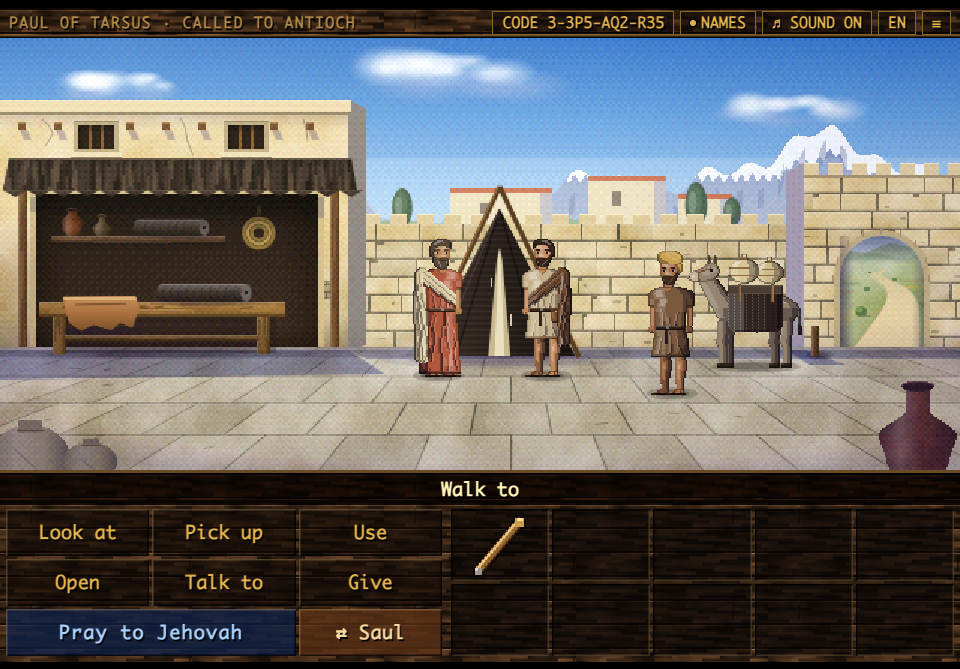 PAUL OF TARSUS · CALLED TO ANTIOCH
CODE 3-3P5-AQ2-R35
• NAMES
♬ SOUND ON
EN
≡
Walk to
Look at
Pick up
Use
Open
Talk to
Give
Pray to Jehovah
⇄ Saul